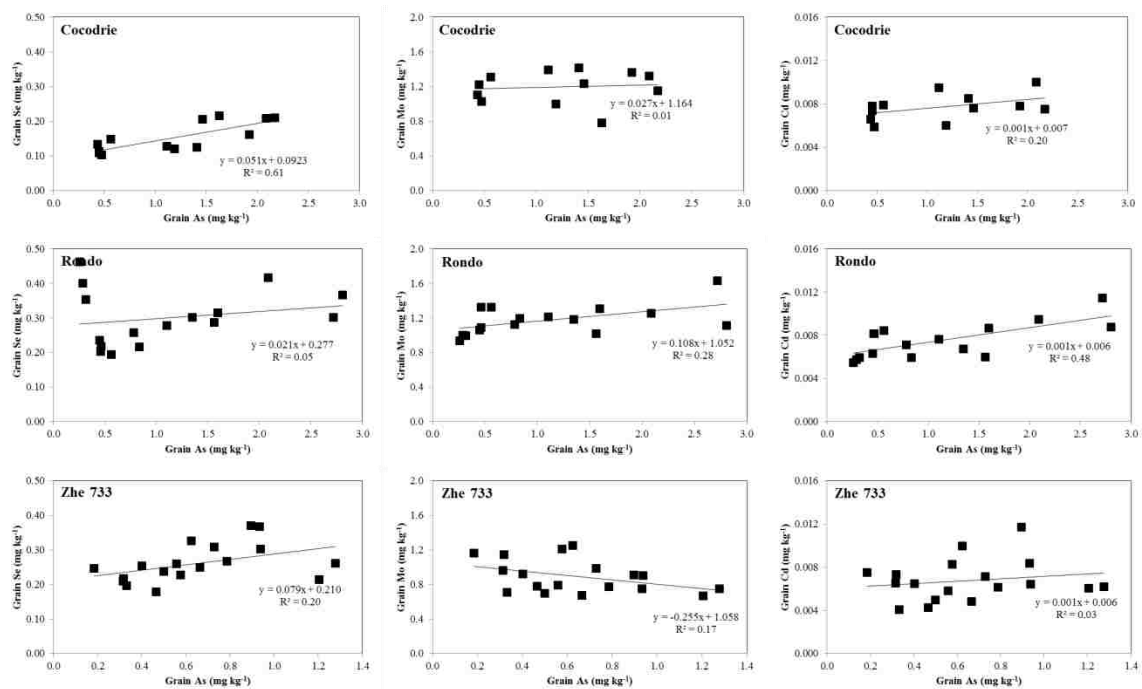 Cocodrie
Grain Se (mg kg⁻¹)
0.50
0.40
0.30
0.20
0.10
0.00
y = 0.051x + 0.0923
R² = 0.61
0.0 0.5 1.0 1.5 2.0 2.5 3.0
Grain As (mg kg⁻¹)
Cocodrie
Grain Mo (mg kg⁻¹)
2.0
1.6
1.2
0.8
0.4
0.0
y = 0.027x + 1.164
R² = 0.01
0.0 0.5 1.0 1.5 2.0 2.5 3.0
Grain As (mg kg⁻¹)
Cocodrie
Grain Cd (mg kg⁻¹)
0.016
0.012
0.008
0.004
0.000
y = 0.001x + 0.007
R² = 0.20
0.0 0.5 1.0 1.5 2.0 2.5 3.0
Grain As (mg kg⁻¹)
Rondo
Grain Se (mg kg⁻¹)
0.50
0.40
0.30
0.20
0.10
0.00
y = 0.021x + 0.277
R² = 0.05
0.0 0.5 1.0 1.5 2.0 2.5 3.0
Grain As (mg kg⁻¹)
Rondo
Grain Mo (mg kg⁻¹)
2.0
1.6
1.2
0.8
0.4
0.0
y = 0.108x + 1.052
R² = 0.28
0.0 0.5 1.0 1.5 2.0 2.5 3.0
Grain As (mg kg⁻¹)
Rondo
Grain Cd (mg kg⁻¹)
0.016
0.012
0.008
0.004
0.000
y = 0.001x + 0.006
R² = 0.48
0.0 0.5 1.0 1.5 2.0 2.5 3.0
Grain As (mg kg⁻¹)
Zhe 733
Grain Se (mg kg⁻¹)
0.50
0.40
0.30
0.20
0.10
0.00
y = 0.079x + 0.210
R² = 0.20
0.0 0.2 0.4 0.6 0.8 1.0 1.2 1.4
Grain As (mg kg⁻¹)
Zhe 733
Grain Mo (mg kg⁻¹)
2.0
1.6
1.2
0.8
0.4
0.0
y = -0.255x + 1.058
R² = 0.17
0.0 0.2 0.4 0.6 0.8 1.0 1.2 1.4
Grain As (mg kg⁻¹)
Zhe 733
Grain Cd (mg kg⁻¹)
0.016
0.012
0.008
0.004
0.000
y = 0.001x + 0.006
R² = 0.03
0.0 0.2 0.4 0.6 0.8 1.0 1.2 1.4
Grain As (mg kg⁻¹)